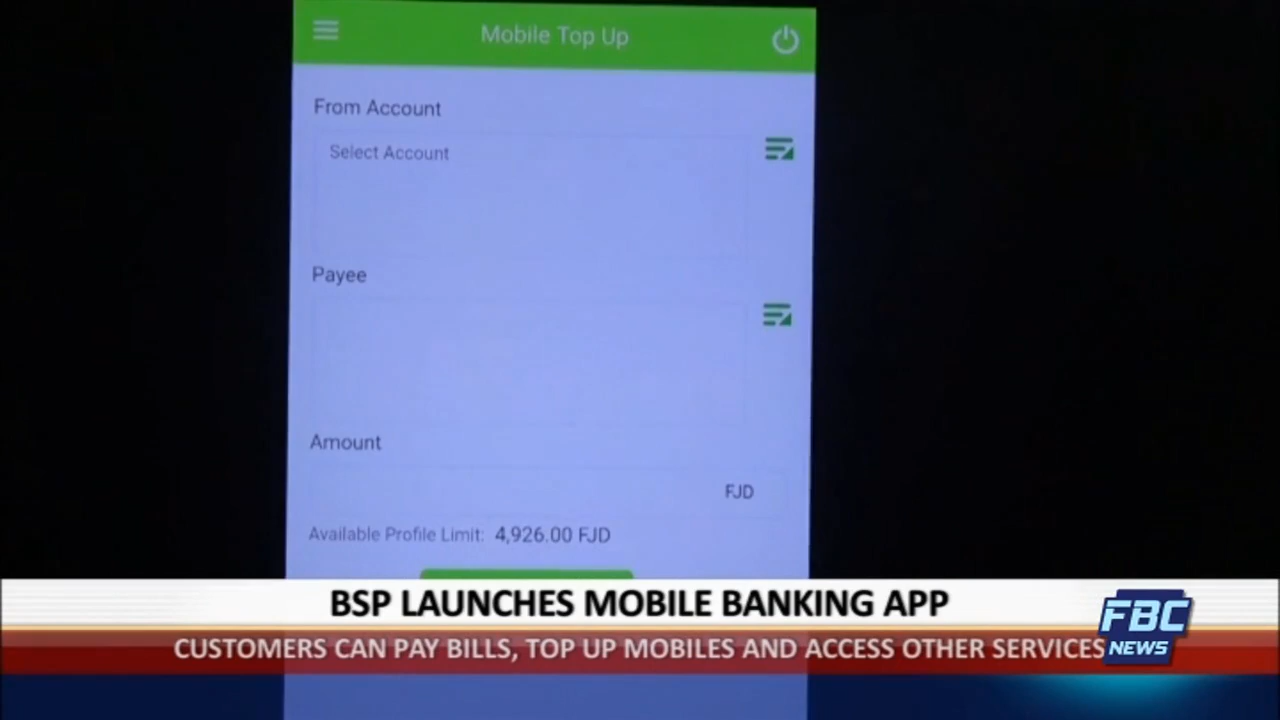 Mobile Top Up
From Account
Select Account
Payee
Amount
FJD
Available Profile Limit: 4,926.00 FJD
BSP LAUNCHES MOBILE BANKING APP
CUSTOMERS CAN PAY BILLS, TOP UP MOBILES AND ACCESS OTHER SERVICES
FBC
NEWS